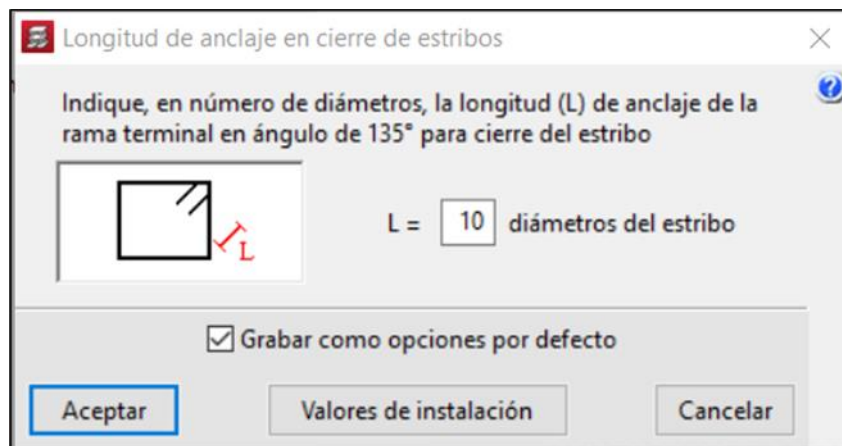 Longitud de anclaje en cierre de estribos
Indique, en número de diámetros, la longitud (L) de anclaje de la
rama terminal en ángulo de 135° para cierre del estribo
L
L = 10 diámetros del estribo
Grabar como opciones por defecto
Aceptar Valores de instalación Cancelar